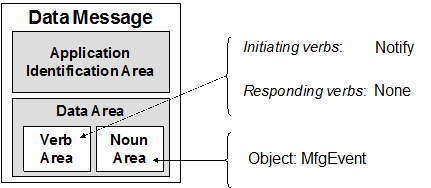 Data Message
Application
Identification Area
Data Area
Verb
Area
Noun
Area
Initiating verbs: Notify
Responding verbs: None
Object: MfgEvent